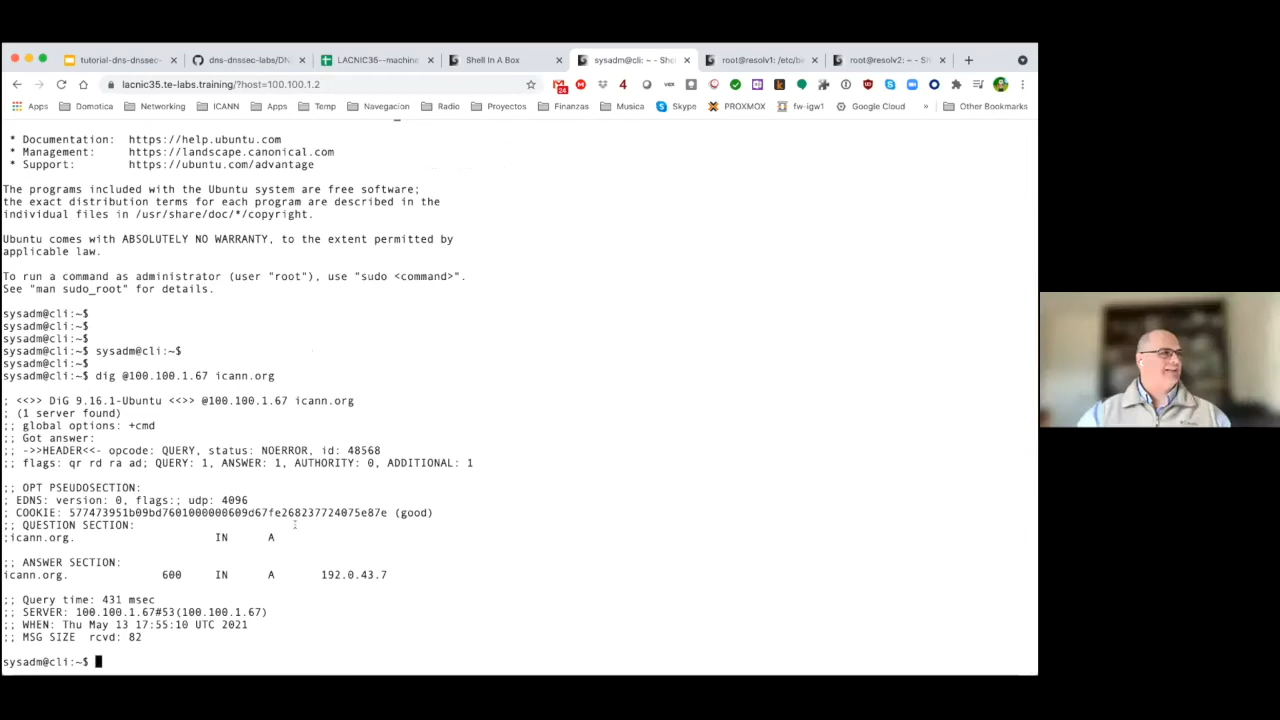 tutorial-dns-dnssec- dns-dnssec-labs/DN LACNIC35--machine Shell In A Box sysadm@cli: ~ - She root@resolv1: /etc/bi root@resolv2: ~ - Sh
lacnic35.te-labs.training/?host=100.100.1.2
24 4 vex
Apps Domotica Networking ICANN Apps Temp Navegacion Radio Proyectos Finanzas Musica Skype PROXMOX fw-igw1 Google Cloud » Other Bookmarks
* Documentation: https://help.ubuntu.com
* Management: https://landscape.canonical.com
* Support: https://ubuntu.com/advantage
The programs included with the Ubuntu system are free software;
the exact distribution terms for each program are described in the
individual files in /usr/share/doc/*/copyright.
Ubuntu comes with ABSOLUTELY NO WARRANTY, to the extent permitted by
applicable law.
To run a command as administrator (user "root"), use "sudo <command>".
See "man sudo_root" for details.
sysadm@cli:~$
sysadm@cli:~$
sysadm@cli:~$
sysadm@cli:~$ sysadm@cli:~$
sysadm@cli:~$
sysadm@cli:~$ dig @100.100.1.67 icann.org
; <<>> DiG 9.16.1-Ubuntu <<>> @100.100.1.67 icann.org
; (1 server found)
;; global options: +cmd
;; Got answer:
;; ->>HEADER<<- opcode: QUERY, status: NOERROR, id: 48568
;; flags: qr rd ra ad; QUERY: 1, ANSWER: 1, AUTHORITY: 0, ADDITIONAL: 1
;; OPT PSEUDOSECTION:
; EDNS: version: 0, flags:; udp: 4096
; COOKIE: 577473951b09bd7601000000609d67fe268237724075e87e (good)
;; QUESTION SECTION:
;icann.org. IN A
;; ANSWER SECTION:
icann.org. 600 IN A 192.0.43.7
;; Query time: 431 msec
;; SERVER: 100.100.1.67#53(100.100.1.67)
;; WHEN: Thu May 13 17:55:10 UTC 2021
;; MSG SIZE rcvd: 82
sysadm@cli:~$